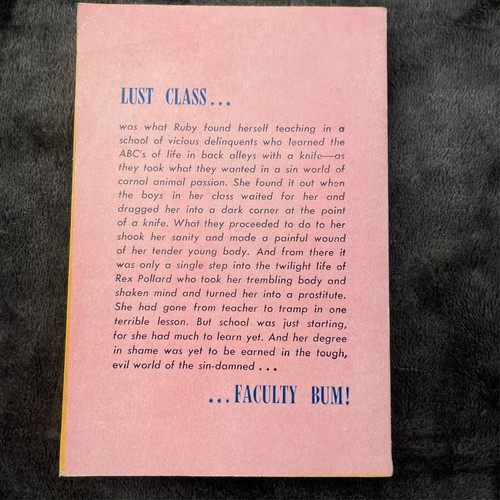 LUST CLASS...
was what Ruby found herself teaching in a
school of vicious delinquents who learned the
ABC's of life in back alleys with a knife—as
they took what they wanted in a sin world of
carnal animal passion. She found it out when
the boys in her class waited for her and
dragged her into a dark corner at the point
of a knife. What they proceeded to do to her
shook her sanity and made a painful wound
of her tender young body. And from there it
was only a single step into the twilight life of
Rex Pollard who took her trembling body and
shaken mind and turned her into a prostitute.
She had gone from teacher to tramp in one
terrible lesson. But school was just starting,
for she had much to learn yet. And her degree
in shame was yet to be earned in the tough,
evil world of the sin-damned ...
...FACULTY BUM!